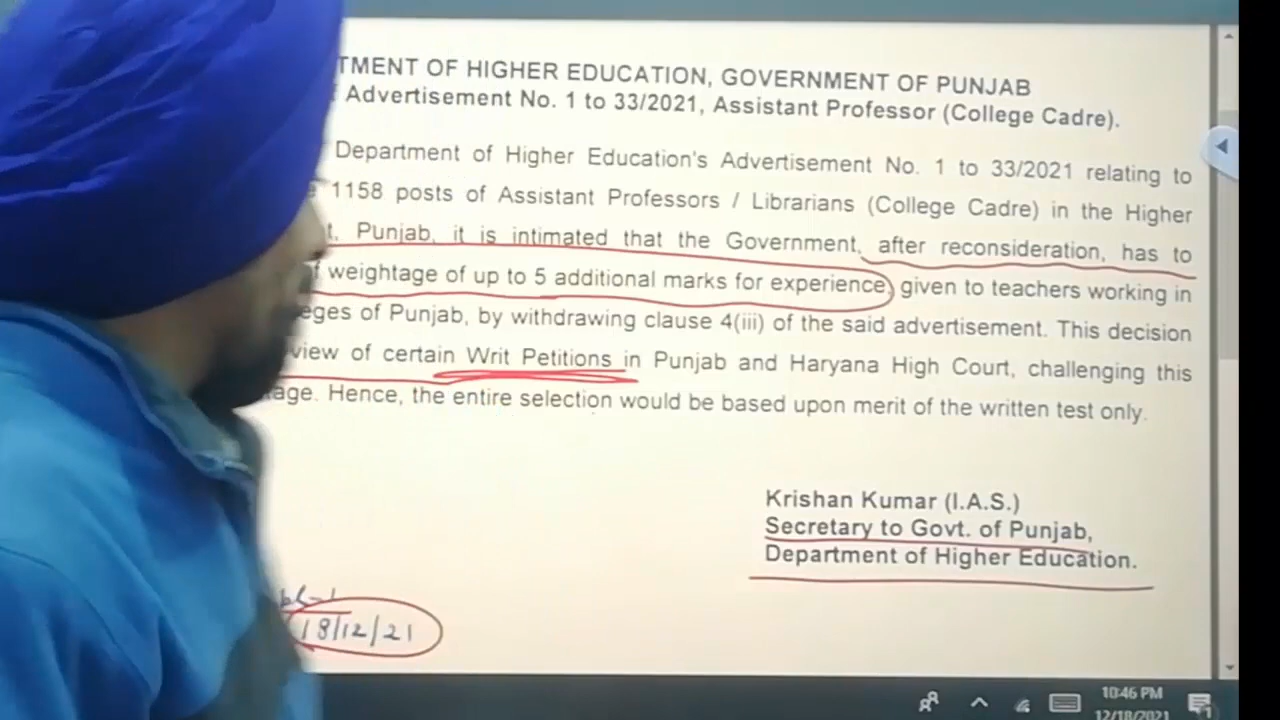 TMENT OF HIGHER EDUCATION, GOVERNMENT OF PUNJAB
Advertisement No. 1 to 33/2021, Assistant Professor (College Cadre).
Department of Higher Education's Advertisement No. 1 to 33/2021 relating to
1158 posts of Assistant Professors / Librarians (College Cadre) in the Higher
t, Punjab, it is intimated that the Government, after reconsideration, has to
f weightage of up to 5 additional marks for experience, given to teachers working in
eges of Punjab, by withdrawing clause 4(iii) of the said advertisement. This decision
view of certain Writ Petitions in Punjab and Haryana High Court, challenging this
age. Hence, the entire selection would be based upon merit of the written test only.
Krishan Kumar (I.A.S.)
Secretary to Govt. of Punjab,
Department of Higher Education.
18/12/21
10:46 PM
12/18/2021
1